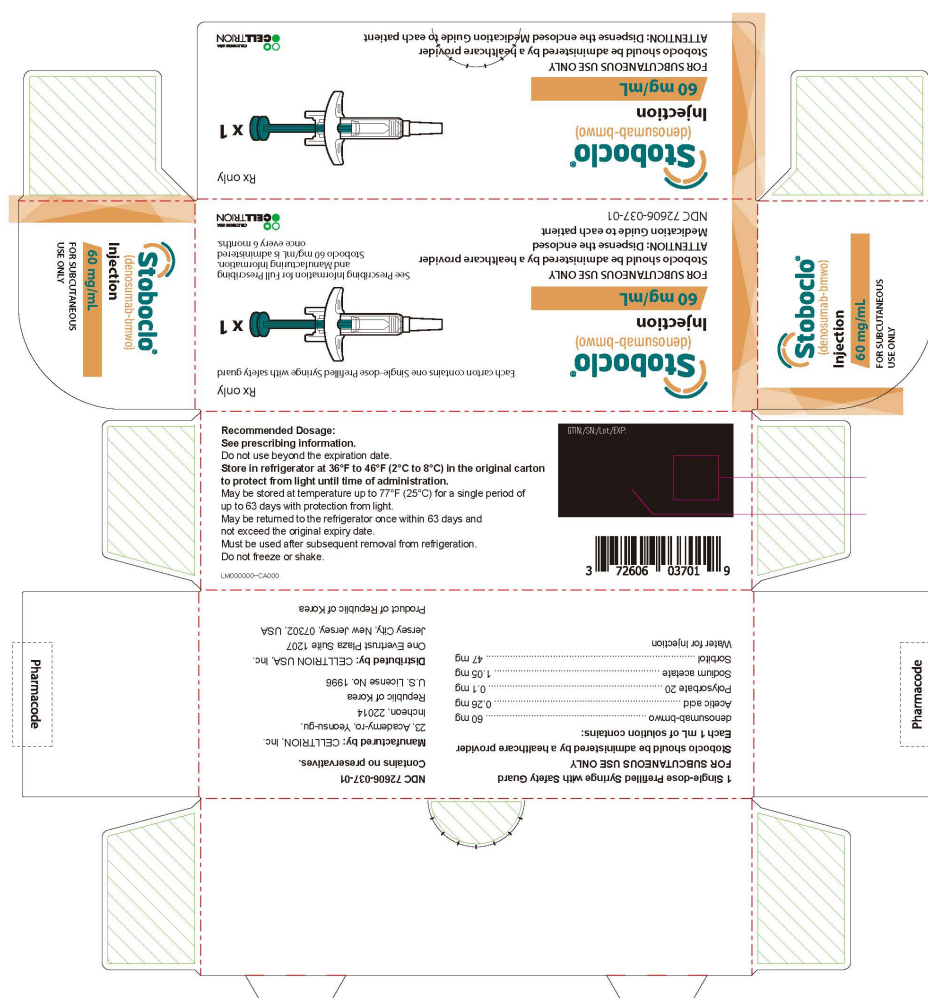 CELLTRION USA
CELLTRION
ATTENTION: Dispense the enclosed Medication Guide to each patient
Stoboclo should be administered by a healthcare provider
FOR SUBCUTANEOUS USE ONLY
60 mg/mL
Injection
(denosumab-bmwo)
Stoboclo®
x 1
Rx only
Stoboclo®
(denosumab-bmwo)
Injection
60 mg/mL
FOR SUBCUTANEOUS
USE ONLY
Rx only
Each carton contains one Single-dose Prefilled Syringe with safety guard
Stoboclo®
(denosumab-bmwo)
Injection
60 mg/mL
FOR SUBCUTANEOUS USE ONLY
Stoboclo should be administered by a healthcare provider
ATTENTION: Dispense the enclosed
Medication Guide to each patient
NDC 72606-037-01
x 1
See Prescribing Information for Full Prescribing
and Manufacturing Information.
Stoboclo 60 mg/mL is administered
once every 6 months.
CELLTRION USA
CELLTRION
Stoboclo®
(denosumab-bmwo)
Injection
60 mg/mL
FOR SUBCUTANEOUS
USE ONLY
Recommended Dosage:
See prescribing information.
Do not use beyond the expiration date.
Store in refrigerator at 36°F to 46°F (2°C to 8°C) in the original carton
to protect from light until time of administration.
May be stored at temperature up to 77°F (25°C) for a single period of
up to 63 days with protection from light.
May be returned to the refrigerator once within 63 days and
not exceed the original expiry date.
Must be used after subsequent removal from refrigeration.
Do not freeze or shake.
LM000000-CA000
GTIN:/SN:/Lot:/EXP:
3 72606 03701 9
1 Single-dose Prefilled Syringe with Safety Guard
FOR SUBCUTANEOUS USE ONLY
Stoboclo should be administered by a healthcare provider
Each 1 mL of solution contains:
denosumab-bmwo ........ 60 mg
Acetic acid ........ 0.26 mg
Polysorbate 20 ........ 0.1 mg
Sodium acetate ........ 1.05 mg
Sorbitol ........ 47 mg
Water for Injection
NDC 72606-037-01
Contains no preservatives.
Manufactured by: CELLTRION, Inc.
23, Academy-ro, Yeonsu-gu,
Incheon, 22014
Republic of Korea
U.S. License No. 1996
Distributed by: CELLTRION USA, Inc.
One Evertrust Plaza Suite 1207
Jersey City, New Jersey, 07302, USA
Product of Republic of Korea
Pharmacode
Pharmacode